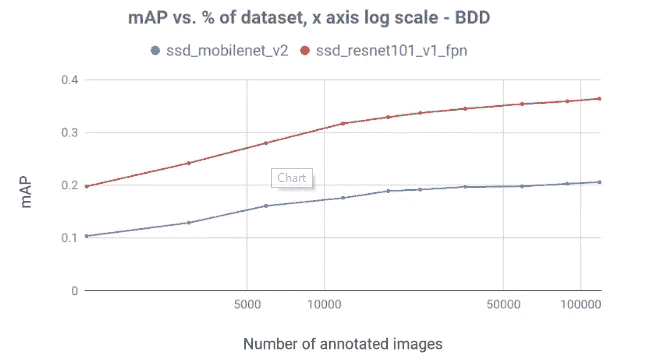 mAP vs. % of dataset, x axis log scale - BDD
ssd_mobilenet_v2 ssd_resnet101_v1_fpn
0.4
0.3
0.2
0.1
0
mAP
Chart
5000 10000 50000 100000
Number of annotated images